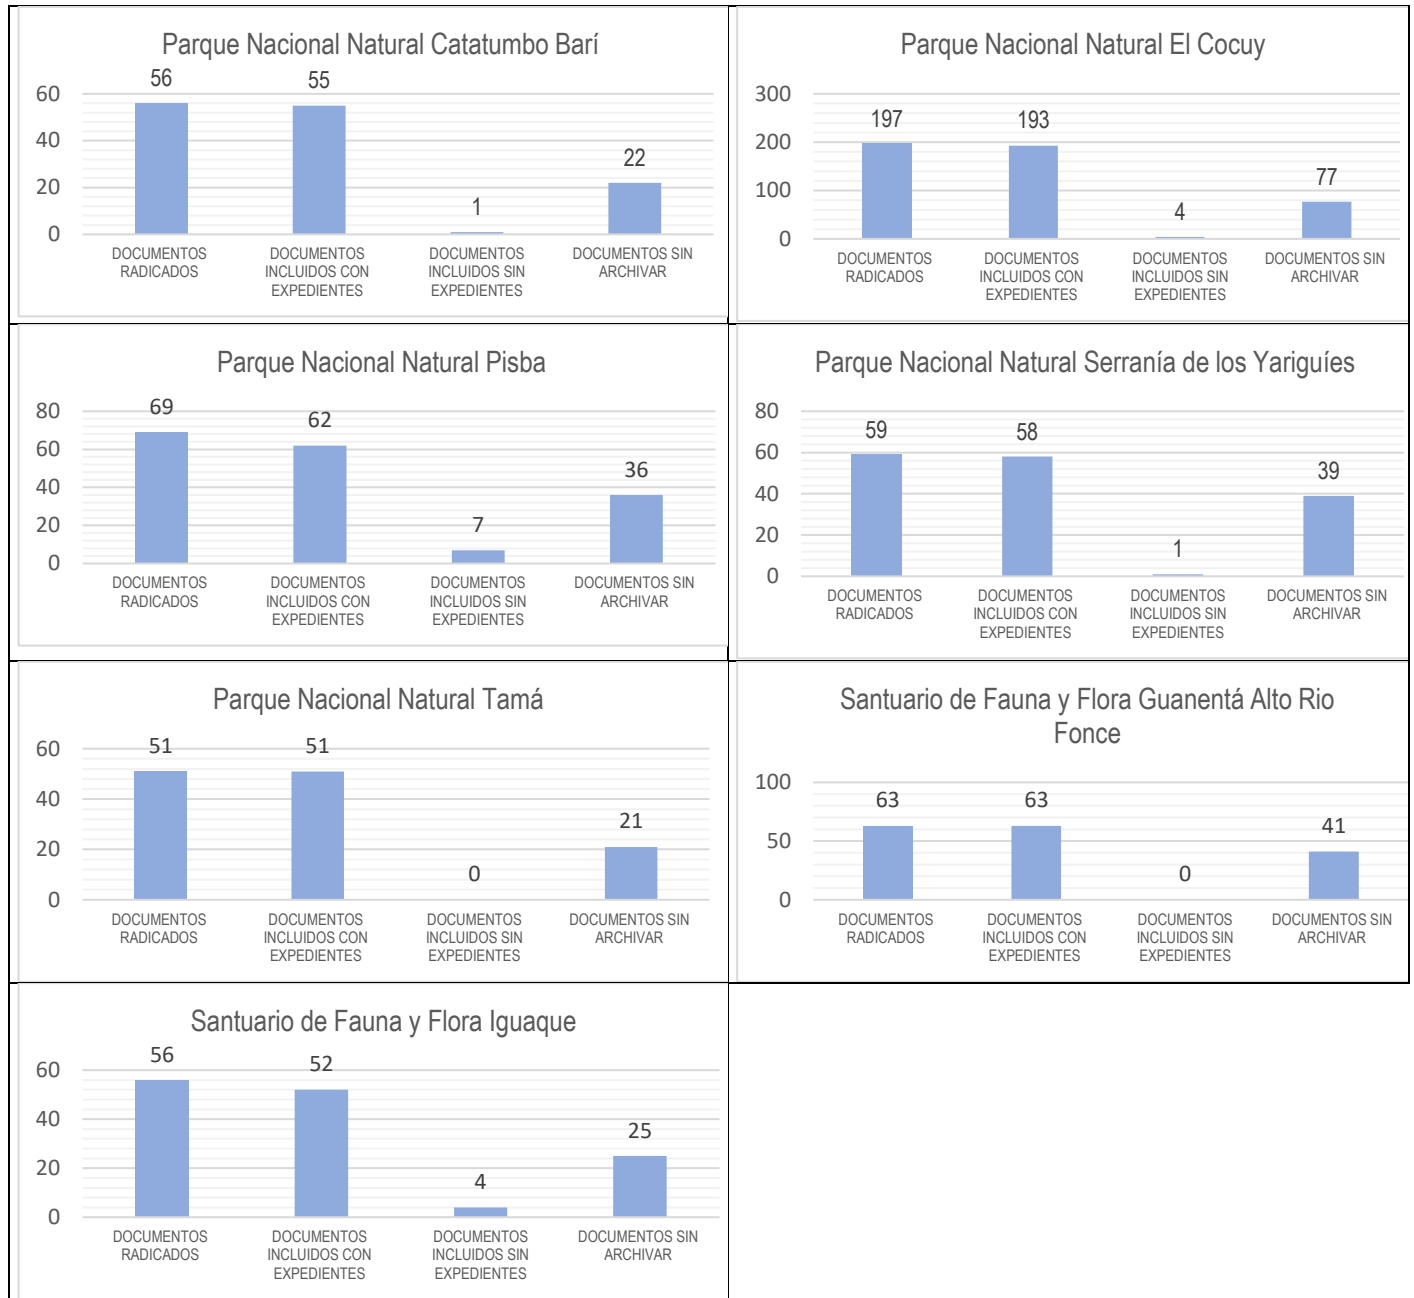 Parque Nacional Natural Catatumbo Barí
56
55
1
22
60
40
20
0
DOCUMENTOS
RADICADOS
DOCUMENTOS
INCLUIDOS CON
EXPEDIENTES
DOCUMENTOS
INCLUIDOS SIN
EXPEDIENTES
DOCUMENTOS SIN
ARCHIVAR
Parque Nacional Natural El Cocuy
197
193
4
77
300
200
100
0
DOCUMENTOS
RADICADOS
DOCUMENTOS
INCLUIDOS CON
EXPEDIENTES
DOCUMENTOS
INCLUIDOS SIN
EXPEDIENTES
DOCUMENTOS SIN
ARCHIVAR
Parque Nacional Natural Pisba
69
62
7
36
80
60
40
20
0
DOCUMENTOS
RADICADOS
DOCUMENTOS
INCLUIDOS CON
EXPEDIENTES
DOCUMENTOS
INCLUIDOS SIN
EXPEDIENTES
DOCUMENTOS SIN
ARCHIVAR
Parque Nacional Natural Serranía de los Yariguíes
59
58
1
39
80
60
40
20
0
DOCUMENTOS
RADICADOS
DOCUMENTOS
INCLUIDOS CON
EXPEDIENTES
DOCUMENTOS
INCLUIDOS SIN
EXPEDIENTES
DOCUMENTOS SIN
ARCHIVAR
Parque Nacional Natural Tamá
51
51
0
21
60
40
20
0
DOCUMENTOS
RADICADOS
DOCUMENTOS
INCLUIDOS CON
EXPEDIENTES
DOCUMENTOS
INCLUIDOS SIN
EXPEDIENTES
DOCUMENTOS SIN
ARCHIVAR
Santuario de Fauna y Flora Guanentá Alto Rio
Fonce
63
63
0
41
100
50
0
DOCUMENTOS
RADICADOS
DOCUMENTOS
INCLUIDOS CON
EXPEDIENTES
DOCUMENTOS
INCLUIDOS SIN
EXPEDIENTES
DOCUMENTOS SIN
ARCHIVAR
Santuario de Fauna y Flora Iguaque
56
52
4
25
60
40
20
0
DOCUMENTOS
RADICADOS
DOCUMENTOS
INCLUIDOS CON
EXPEDIENTES
DOCUMENTOS
INCLUIDOS SIN
EXPEDIENTES
DOCUMENTOS SIN
ARCHIVAR